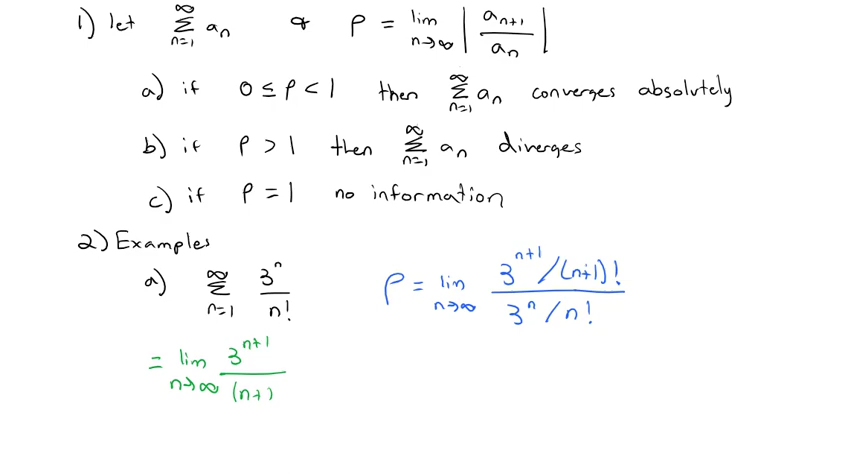 1) let ∑_{n=1}^{∞} a_n & ρ = lim_{n→∞} | a_{n+1} / a_n |
a) if 0 ≤ ρ < 1 then ∑_{n=1}^{∞} a_n converges absolutely
b) if ρ > 1 then ∑_{n=1}^{∞} a_n diverges
c) if ρ = 1 no information
2) Examples
a) ∑_{n=1}^{∞} 3^n / n! ρ = lim_{n→∞} (3^{n+1} / (n+1)!) / (3^n / n!)
= lim_{n→∞} 3^{n+1} / (n+)